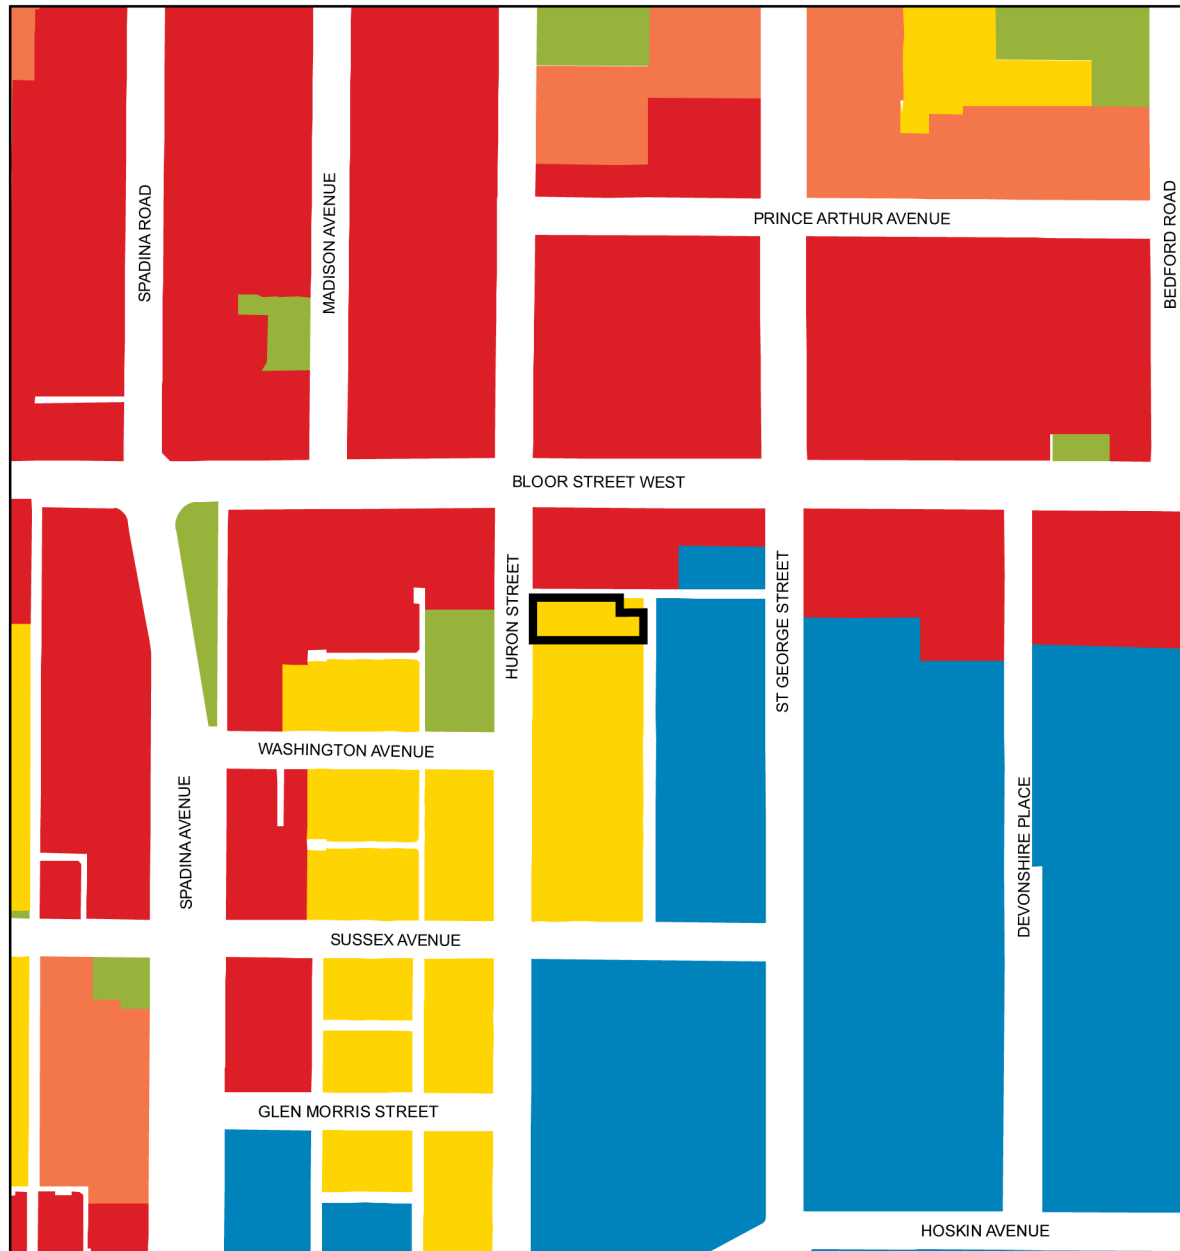 SPADINA ROAD
MADISON AVENUE
PRINCE ARTHUR AVENUE
BEDFORD ROAD
BLOOR STREET WEST
HURON STREET
ST GEORGE STREET
WASHINGTON AVENUE
SPADINA AVENUE
DEVONSHIRE PLACE
SUSSEX AVENUE
GLEN MORRIS STREET
HOSKIN AVENUE